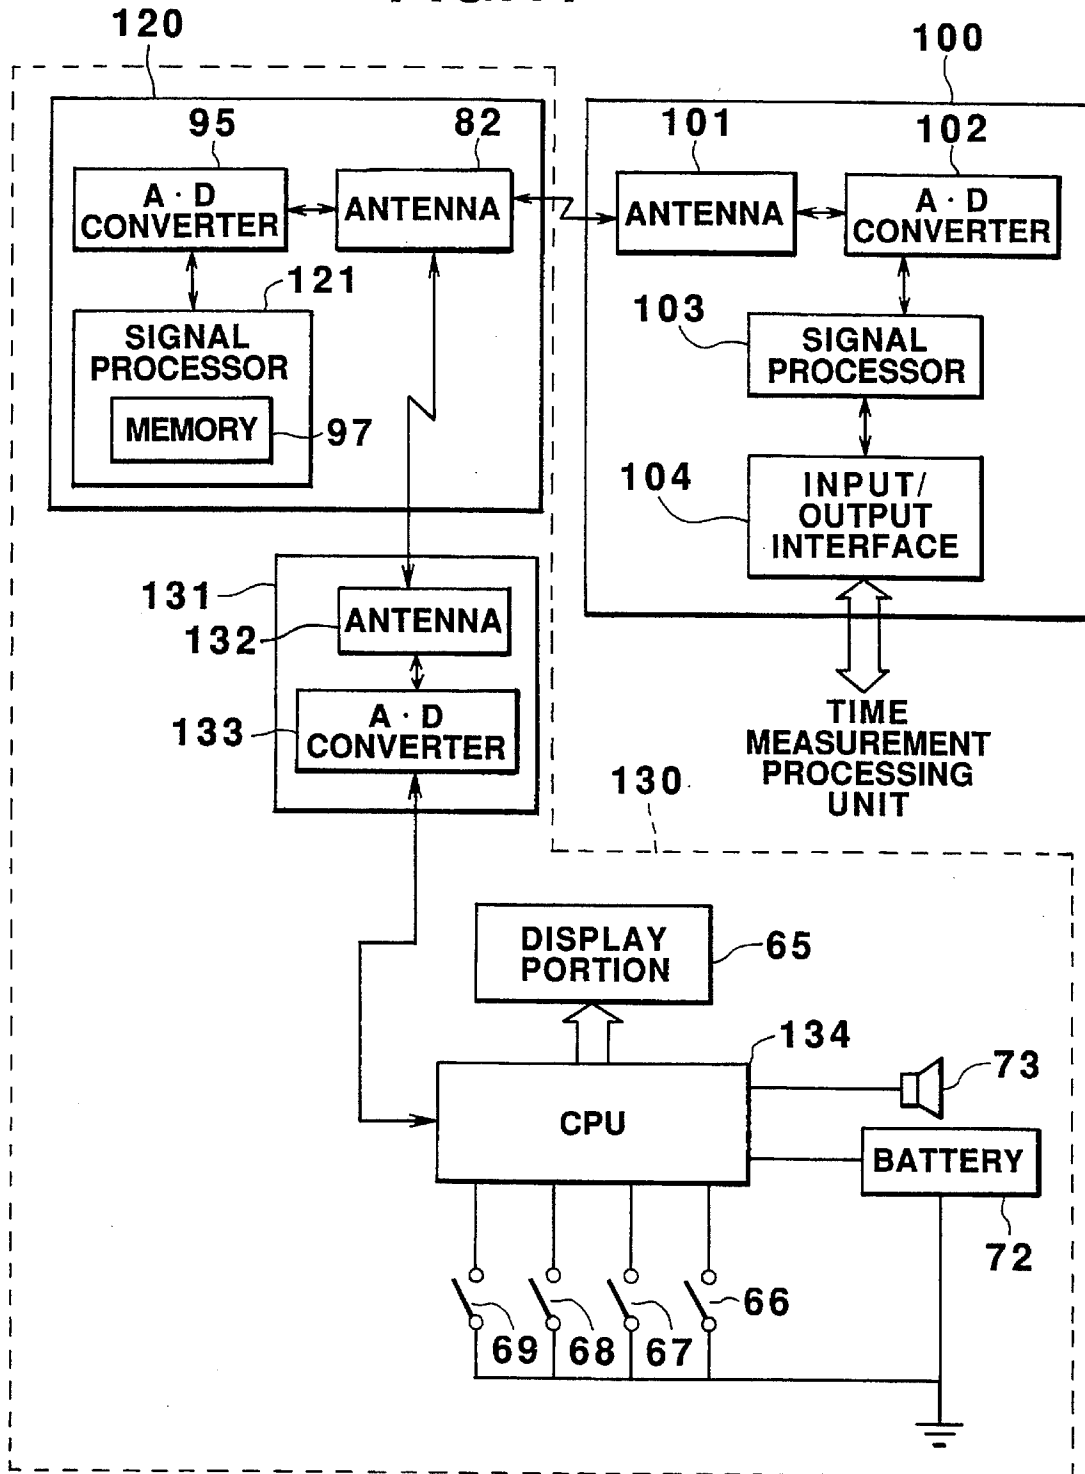 120
100
95
82
101
102
A · D
CONVERTER
ANTENNA
ANTENNA
A · D
CONVERTER
121
103
SIGNAL
PROCESSOR
SIGNAL
PROCESSOR
MEMORY
97
104
INPUT/
OUTPUT
INTERFACE
131
ANTENNA
132
A · D
CONVERTER
133
TIME
MEASUREMENT
PROCESSING
UNIT
130
DISPLAY
PORTION
65
134
73
CPU
BATTERY
72
69
68
67
66